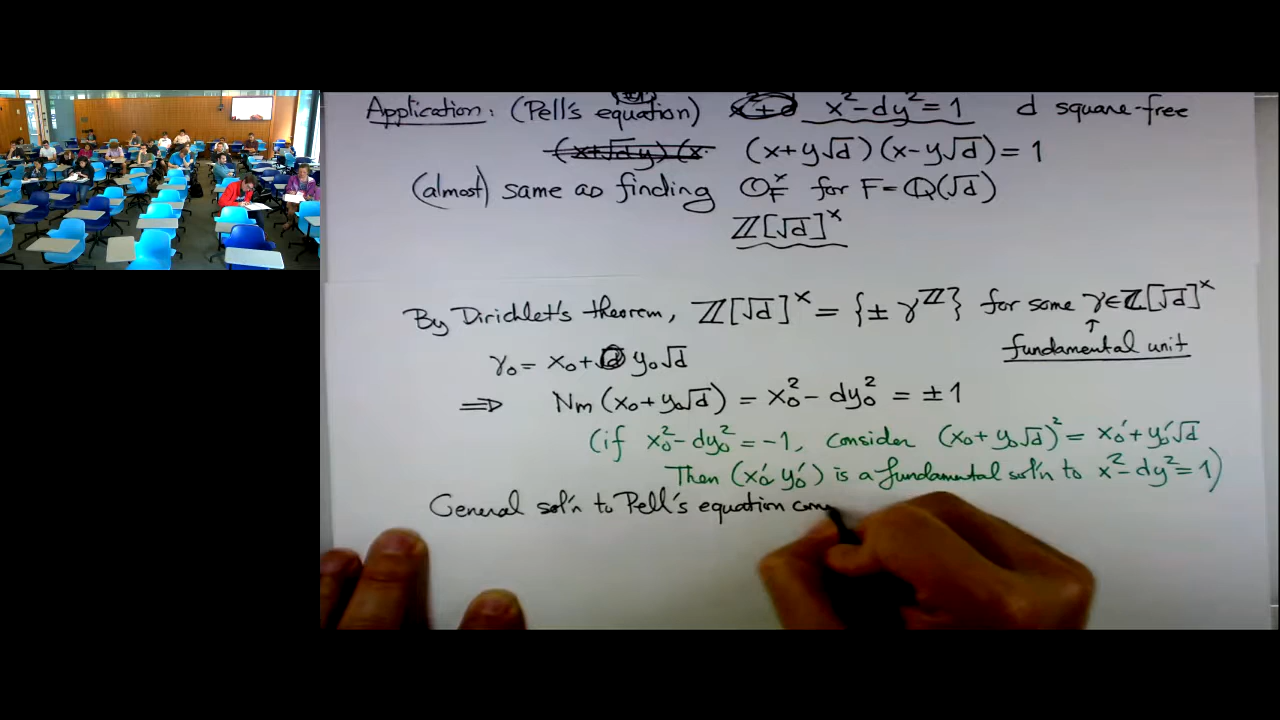 Application: (Pell's equation) x²-dy²=1 d square-free
(x+y√d)(x-y√d)=1
(almost) same as finding O_F^× for F=ℚ(√d)
ℤ[√d]^×
By Dirichlet's theorem, ℤ[√d]^× = {± γ^ℤ} for some γ∈ℤ[√d]^×
↑
fundamental unit
γ₀ = x₀ + y₀√d
⟹ Nm(x₀+y₀√d) = x₀² - dy₀² = ±1
(if x₀²-dy₀²=-1, consider (x₀+y₀√d)² = x₀'+y₀'√d
Then (x₀', y₀') is a fundamental sol'n to x²-dy²=1)
General sol'n to Pell's equation com